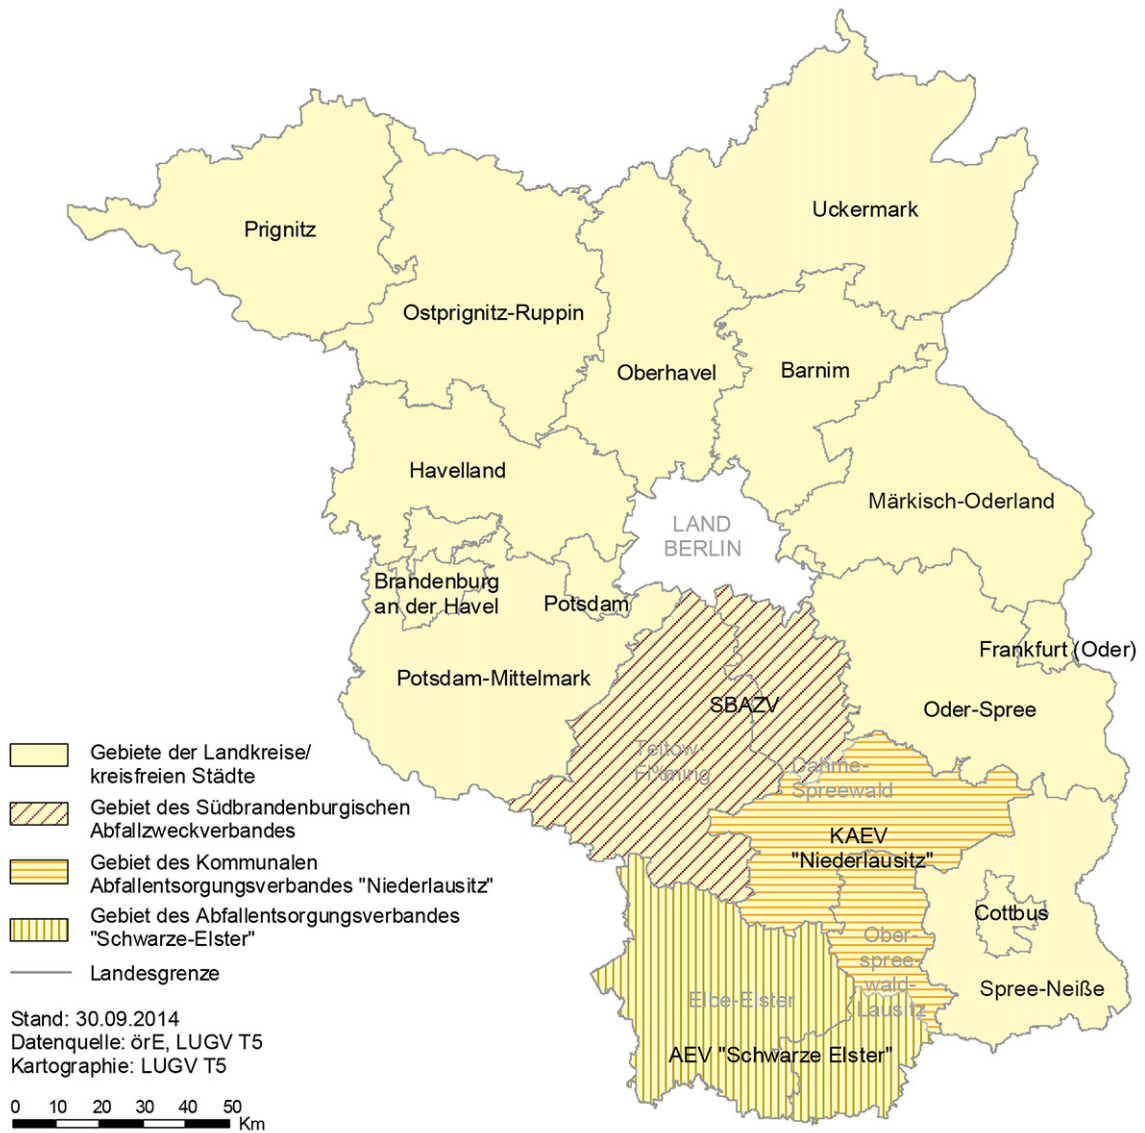 Uckermark
Prignitz
Ostprignitz-Ruppin
Oberhavel
Barnim
Havelland
Märkisch-Oderland
LAND
BERLIN
Brandenburg
an der Havel
Potsdam
Frankfurt (Oder)
Potsdam-Mittelmark
SBAZV
Oder-Spree
Teltow-
Fl%ming
Dahme-
Spreewald
KAEV
"Niederlausitz"
Cottbus
Ober-
spree-
wald-
Lausitz
Spree-Neiße
Elbe-Elster
AEV "Schwarze Elster"
Gebiete der Landkreise/
kreisfreien Städte
Gebiet des Südbrandenburgischen
Abfallzweckverbandes
Gebiet des Kommunalen
Abfallentsorgungsverbandes "Niederlausitz"
Gebiet des Abfallentsorgungsverbandes
"Schwarze-Elster"
Landesgrenze
Stand: 30.09.2014
Datenquelle: örE, LUGV T5
Kartographie: LUGV T5
0 10 20 30 40 50
Km